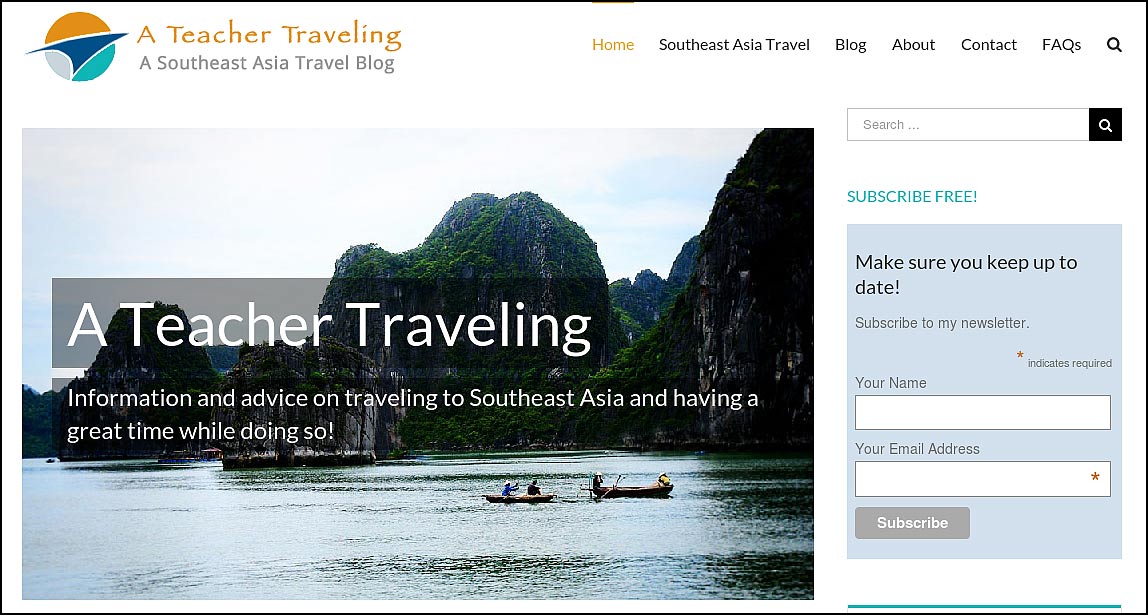 A Teacher Traveling
A Southeast Asia Travel Blog
Home Southeast Asia Travel Blog About Contact FAQs
Search ...
A Teacher Traveling
Information and advice on traveling to Southeast Asia and having a
great time while doing so!
SUBSCRIBE FREE!
Make sure you keep up to
date!
Subscribe to my newsletter.
* indicates required
Your Name
Your Email Address
*
Subscribe